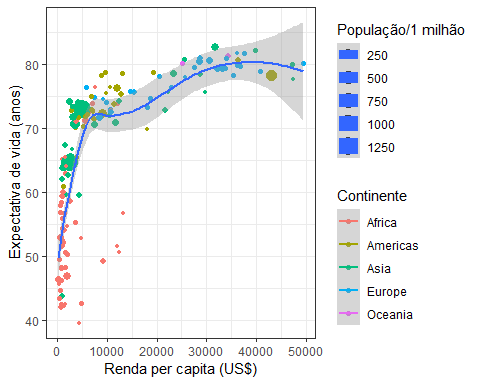 População/1 milhão
250
500
750
1000
1250
Continente
Africa
Americas
Asia
Europe
Oceania
Expectativa de vida (anos)
80
70
60
50
40
0
10000
20000
30000
40000
50000
Renda per capita (US$)